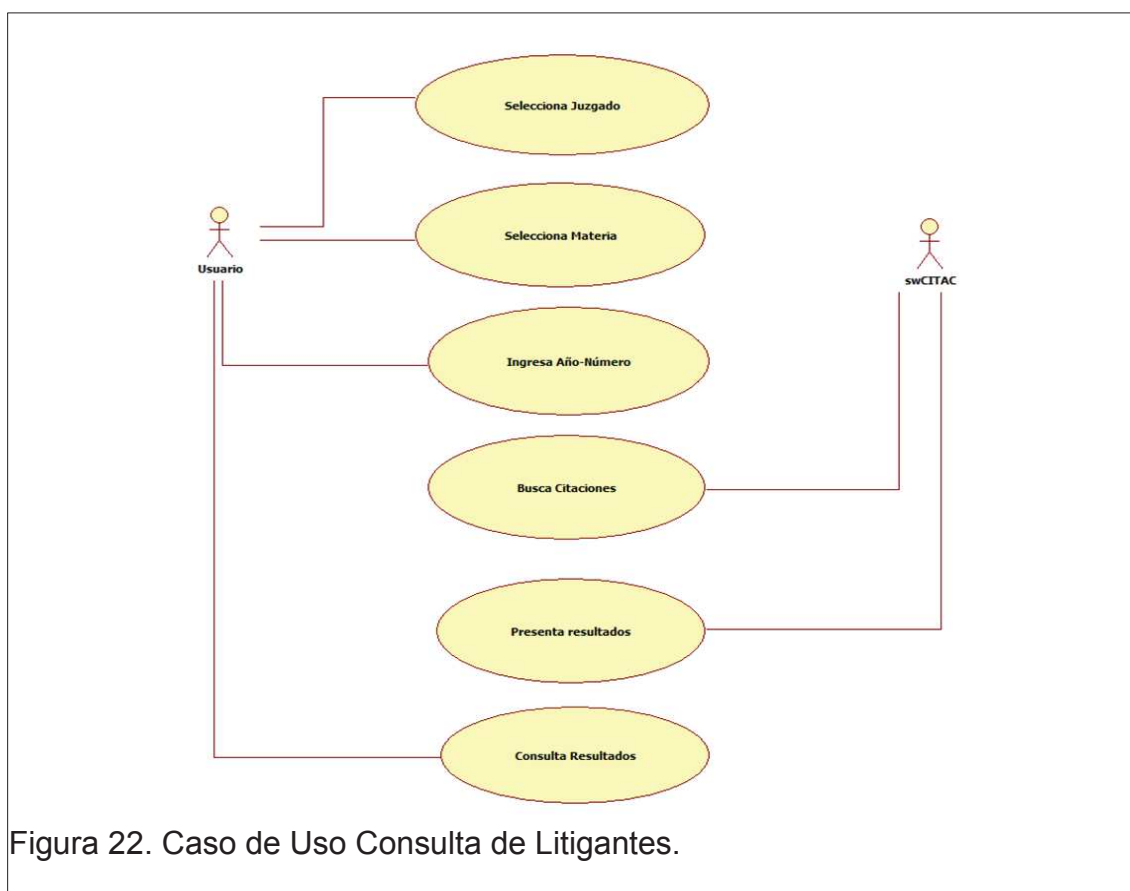 Selecciona Juzgado
Selecciona Materia
Usuario
swCITAC
Ingresa Año-Número
Busca Citaciones
Presenta resultados
Consulta Resultados
Figura 22. Caso de Uso Consulta de Litigantes.